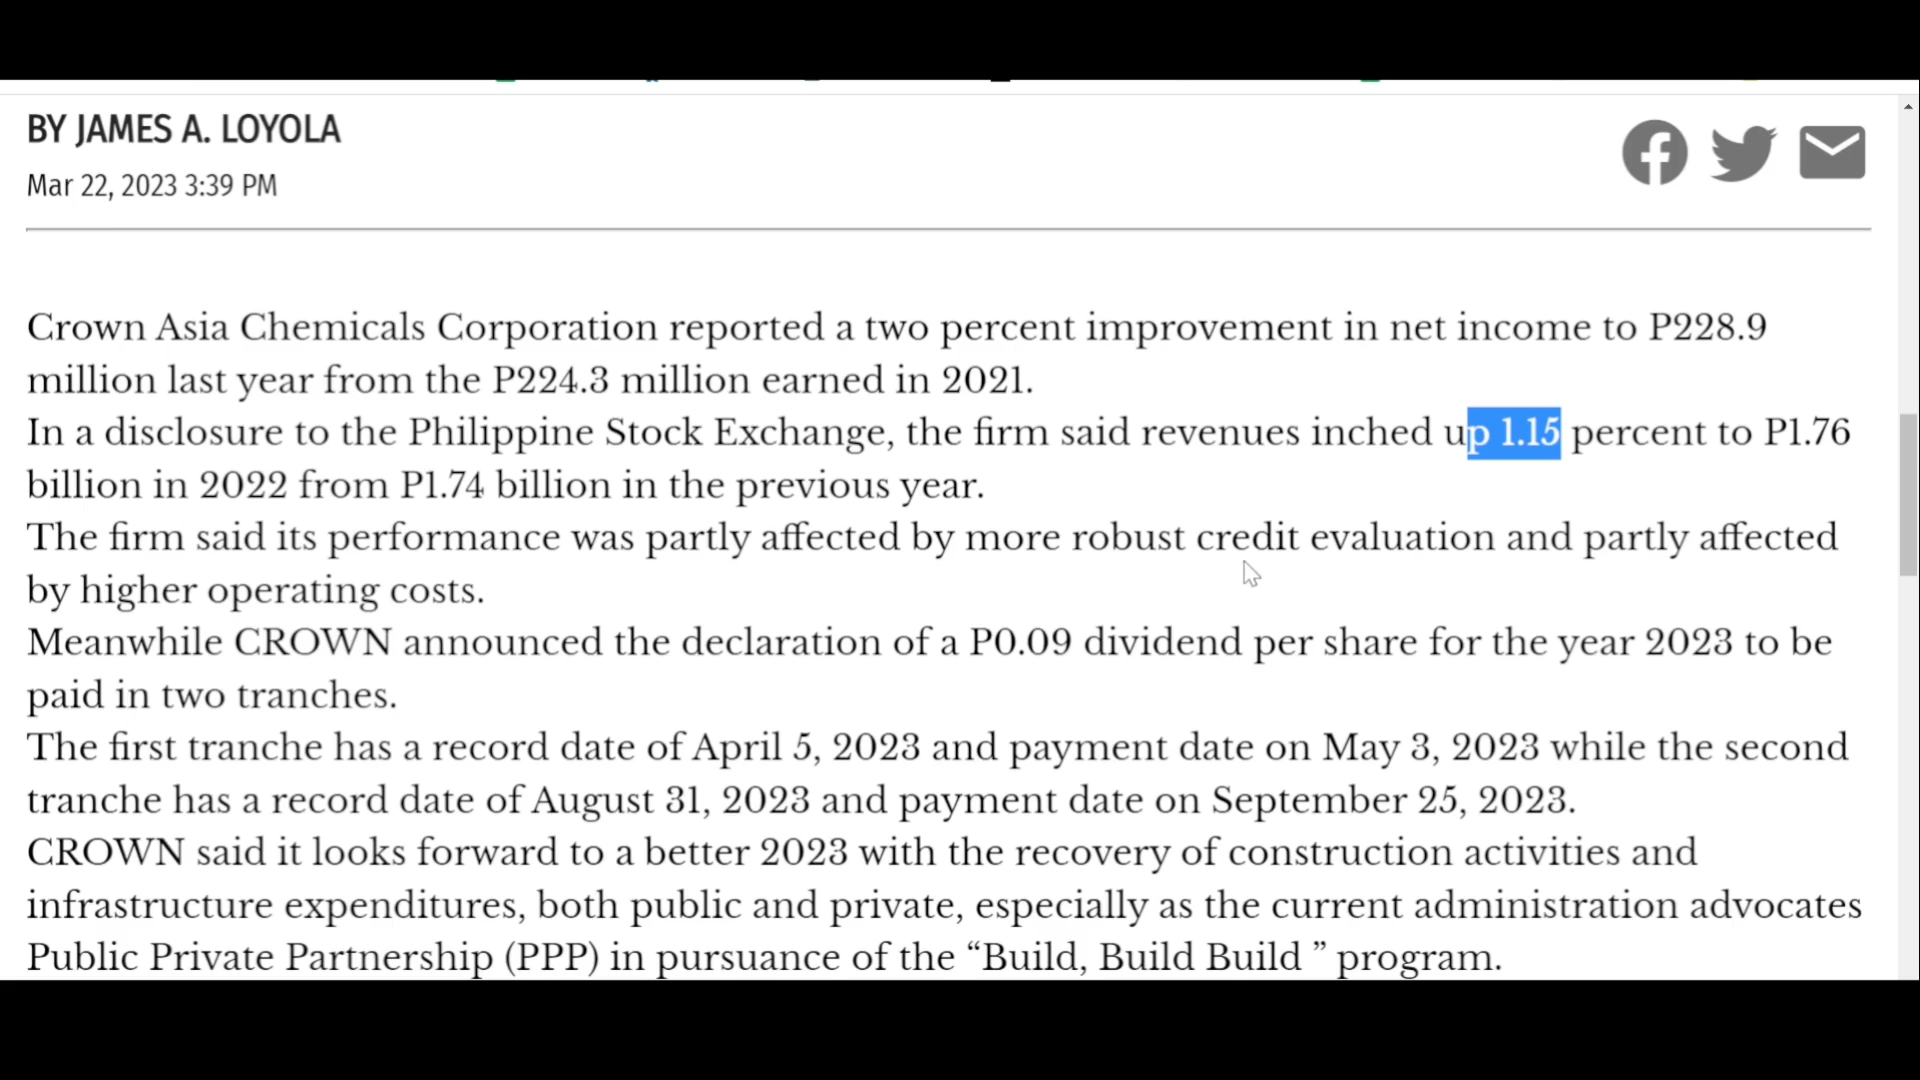 BY JAMES A. LOYOLA
Mar 22, 2023 3:39 PM
Crown Asia Chemicals Corporation reported a two percent improvement in net income to P228.9
million last year from the P224.3 million earned in 2021.
In a disclosure to the Philippine Stock Exchange, the firm said revenues inched up 1.15 percent to P1.76
billion in 2022 from P1.74 billion in the previous year.
The firm said its performance was partly affected by more robust credit evaluation and partly affected
by higher operating costs.
Meanwhile CROWN announced the declaration of a P0.09 dividend per share for the year 2023 to be
paid in two tranches.
The first tranche has a record date of April 5, 2023 and payment date on May 3, 2023 while the second
tranche has a record date of August 31, 2023 and payment date on September 25, 2023.
CROWN said it looks forward to a better 2023 with the recovery of construction activities and
infrastructure expenditures, both public and private, especially as the current administration advocates
Public Private Partnership (PPP) in pursuance of the “Build, Build Build ” program.